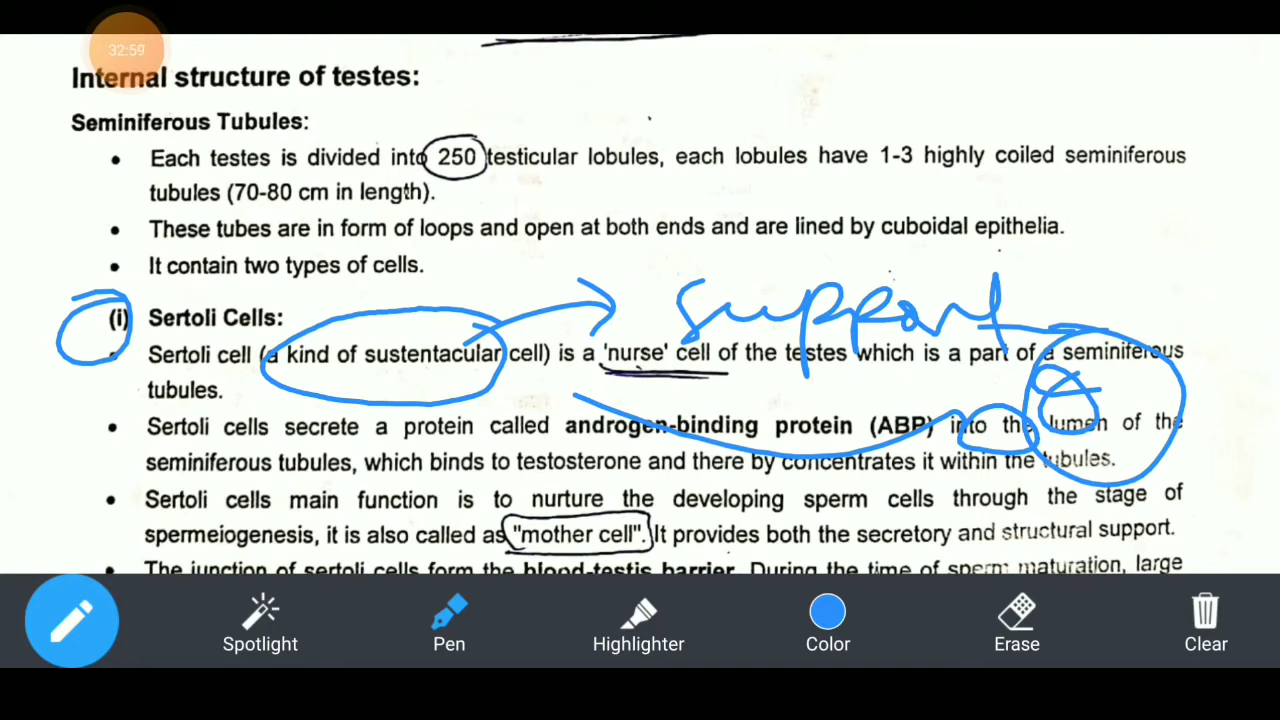 32:59
Internal structure of testes:
Seminiferous Tubules:
• Each testes is divided into 250 testicular lobules, each lobules have 1-3 highly coiled seminiferous
tubules (70-80 cm in length).
• These tubes are in form of loops and open at both ends and are lined by cuboidal epithelia.
• It contain two types of cells.
support
(i) Sertoli Cells:
• Sertoli cell (a kind of sustentacular cell) is a 'nurse' cell of the testes which is a part of a seminiferous
tubules.
• Sertoli cells secrete a protein called androgen-binding protein (ABP) into the lumen of the
seminiferous tubules, which binds to testosterone and there by concentrates it within the tubules.
• Sertoli cells main function is to nurture the developing sperm cells through the stage of
spermeiogenesis, it is also called as "mother cell". It provides both the secretory and structural support.
• The junction of sertoli cells form the blood-testis barrier. During the time of sperm maturation, large
Spotlight Pen Highlighter Color Erase Clear